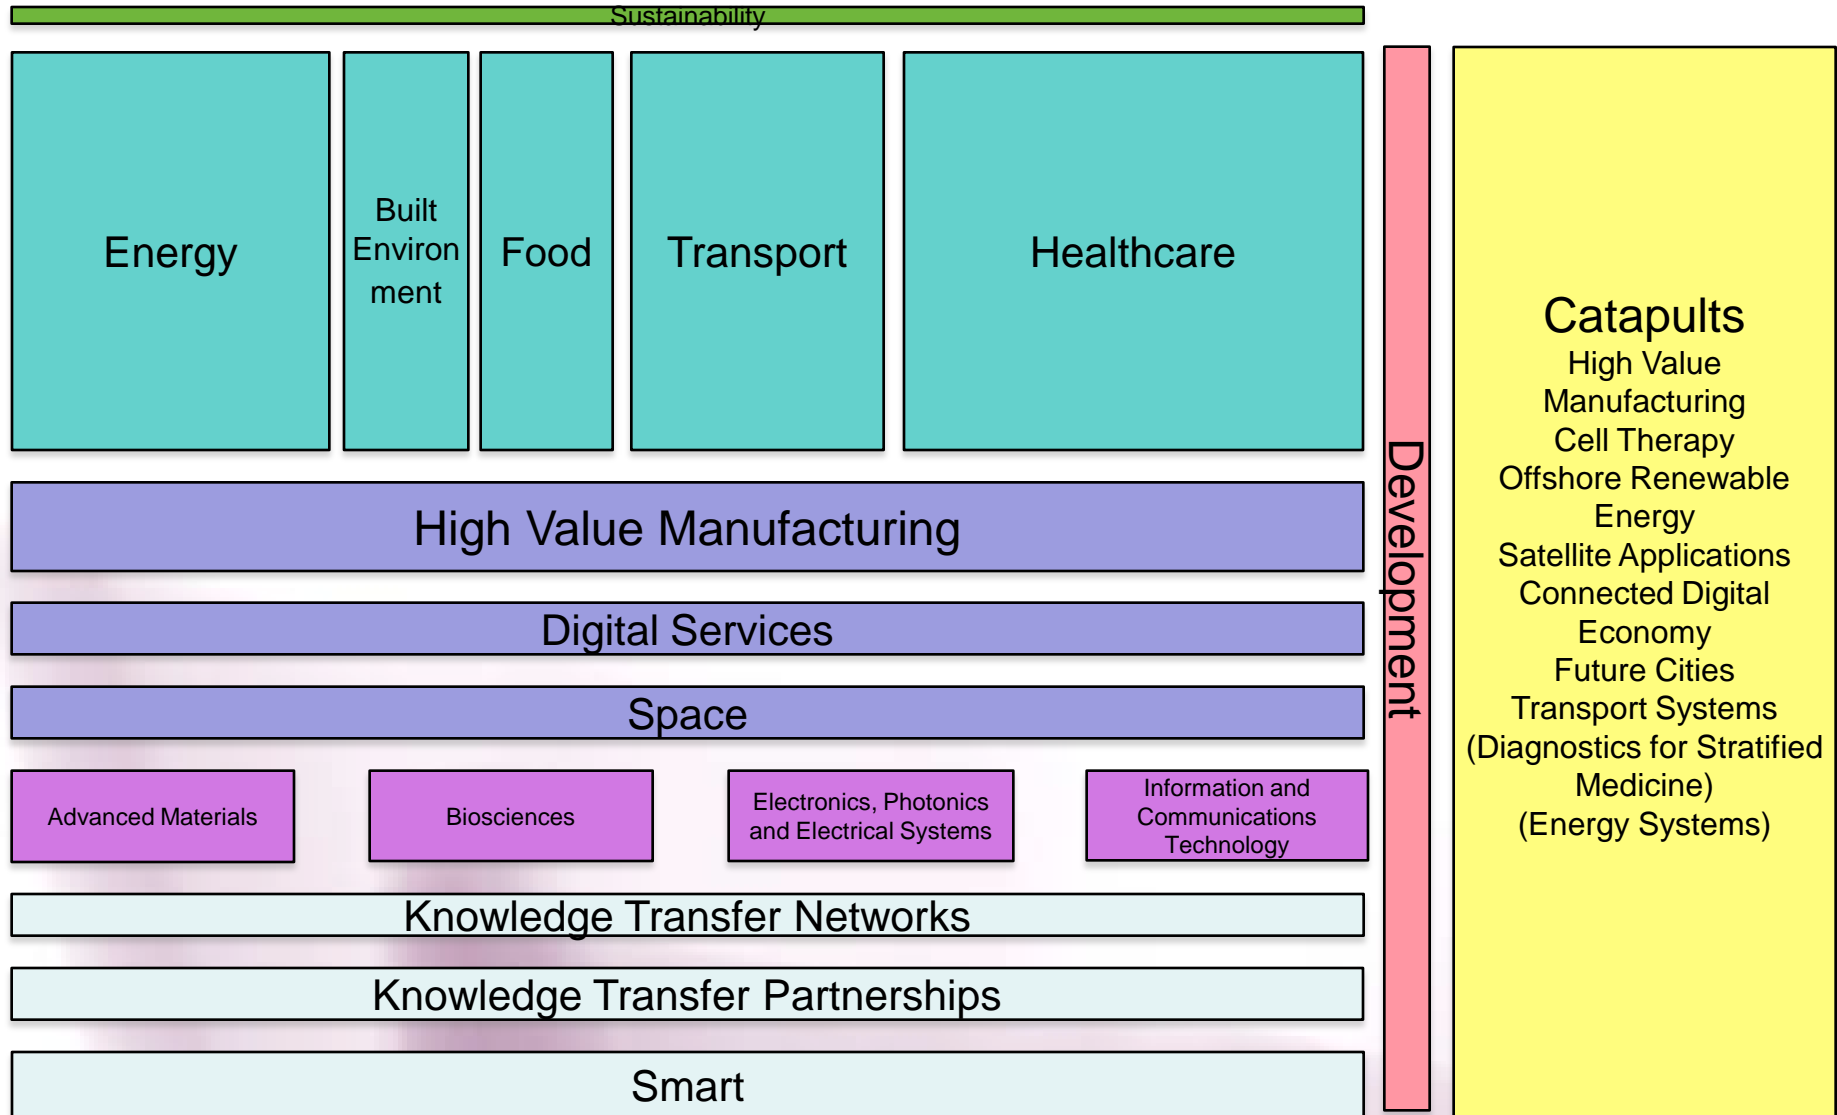 Sustainability
Energy
Built
Environ
ment
Food
Transport
Healthcare
High Value Manufacturing
Digital Services
Space
Advanced Materials
Biosciences
Electronics, Photonics
and Electrical Systems
Information and
Communications
Technology
Knowledge Transfer Networks
Knowledge Transfer Partnerships
Smart
Development
Catapults
High Value
Manufacturing
Cell Therapy
Offshore Renewable
Energy
Satellite Applications
Connected Digital
Economy
Future Cities
Transport Systems
(Diagnostics for Stratified
Medicine)
(Energy Systems)